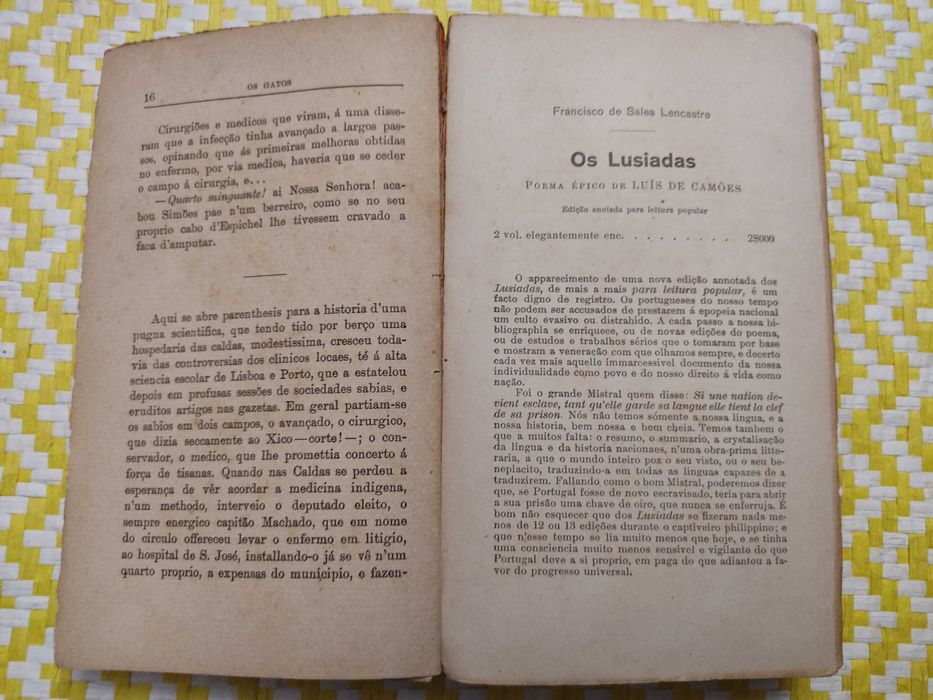 16
OS GATOS
Cirurgiões e medicos que viram, á uma disse-
ram que a infecção tinha avançado a largos pas-
sos, opinando que ás primeiras melhoras obtidas
no enfermo, por via medica, haveria que se ceder
o campo á cirurgia, e...
—Quarto minguante! ai Nossa Senhora! aca-
bou Simões pae n'um berreiro, como se no seu
proprio cabo d'Espichel lhe tivessem cravado a
faca d'amputar.
Aqui se abre parenthesis para a historia d'uma
pugna scientifica, que tendo tido por berço uma
hospedaria das caldas, modestissima, cresceu toda-
via das controversias dos clinicos locaes, té á alta
sciencia escolar de Lisboa e Porto, que a estatelou
depois em profusas sessões de sociedades sabias, e
eruditos artigos nas gazetas. Em geral partiam-se
os sabios em dois campos, o avançado, o cirurgico,
que dizia seccamente ao Xico—corte!—; o con-
servador, o medico, que lhe promettia concerto á
força de tisanas. Quando nas Caldas se perdeu a
esperança de vêr acordar a medicina indígena,
n'um methodo, interveio o deputado eleito, o
sempre energico capitão Machado, que em nome
do circulo offereceu levar o enfermo em litigio,
ao hospital de S. José, installando-o já se vê n'um
quarto proprio, a expensas do municipio, e fazen-
Francisco de Sales Lencastre
Os Lusiadas
POEMA ÉPICO DE LUÍS DE CAMÕES
Edição anotada para leitura popular
2 vol. elegantemente enc. . . . . . . . . . 2$000
O apparecimento de uma nova edição annotada dos
Lusiadas, de mais a mais para leitura popular, é um
facto digno de registro. Os portugueses do nosso tempo
não podem ser accusados de prestarem á epopeia nacional
um culto evasivo ou distrahido. A cada passo a nossa bi-
bliographia se enriquece, ou de novas edições do poema,
ou de estudos e trabalhos sérios que o tomaram por base
e mostram a veneração com que olhamos sempre, e decerto
cada vez mais aquelle immarcessivel documento da nossa
individualidade como povo e do nosso direito á vida como
nação.
Foi o grande Mistral quem disse: Si une nation de-
vient esclave, tant qu'elle garde sa langue elle tient la clef
de sa prison. Nós não temos sómente a nossa lingua, e a
nossa historia, bem nossa e bem cheia. Temos tambem o
que a muitos falta: o resumo, o summario, a crystalisação
da lingua e da historia nacionaes, n'uma obra-prima litte-
raria, a que o mundo inteiro poz o seu visto, ou o seu be-
neplacito, traduzindo-a em todas as linguas capazes de a
traduzirem. Fallando como o bom Mistral, poderemos dizer
que, se Portugal fosse de novo escravisado, teria para abrir
a sua prisão uma chave de oiro, que nunca se enferruja. É
bom não esquecer que dos Lusiadas se fizeram nada me-
nos de 12 ou 13 edições durante o captiveiro philippino; e
que n'esse tempo se lia muito menos que hoje, e se tinha
uma consciencia muito menos sensivel e vigilante do que
Portugal deve a si proprio, em paga do que adiantou a fa-
vor do progresso universal.